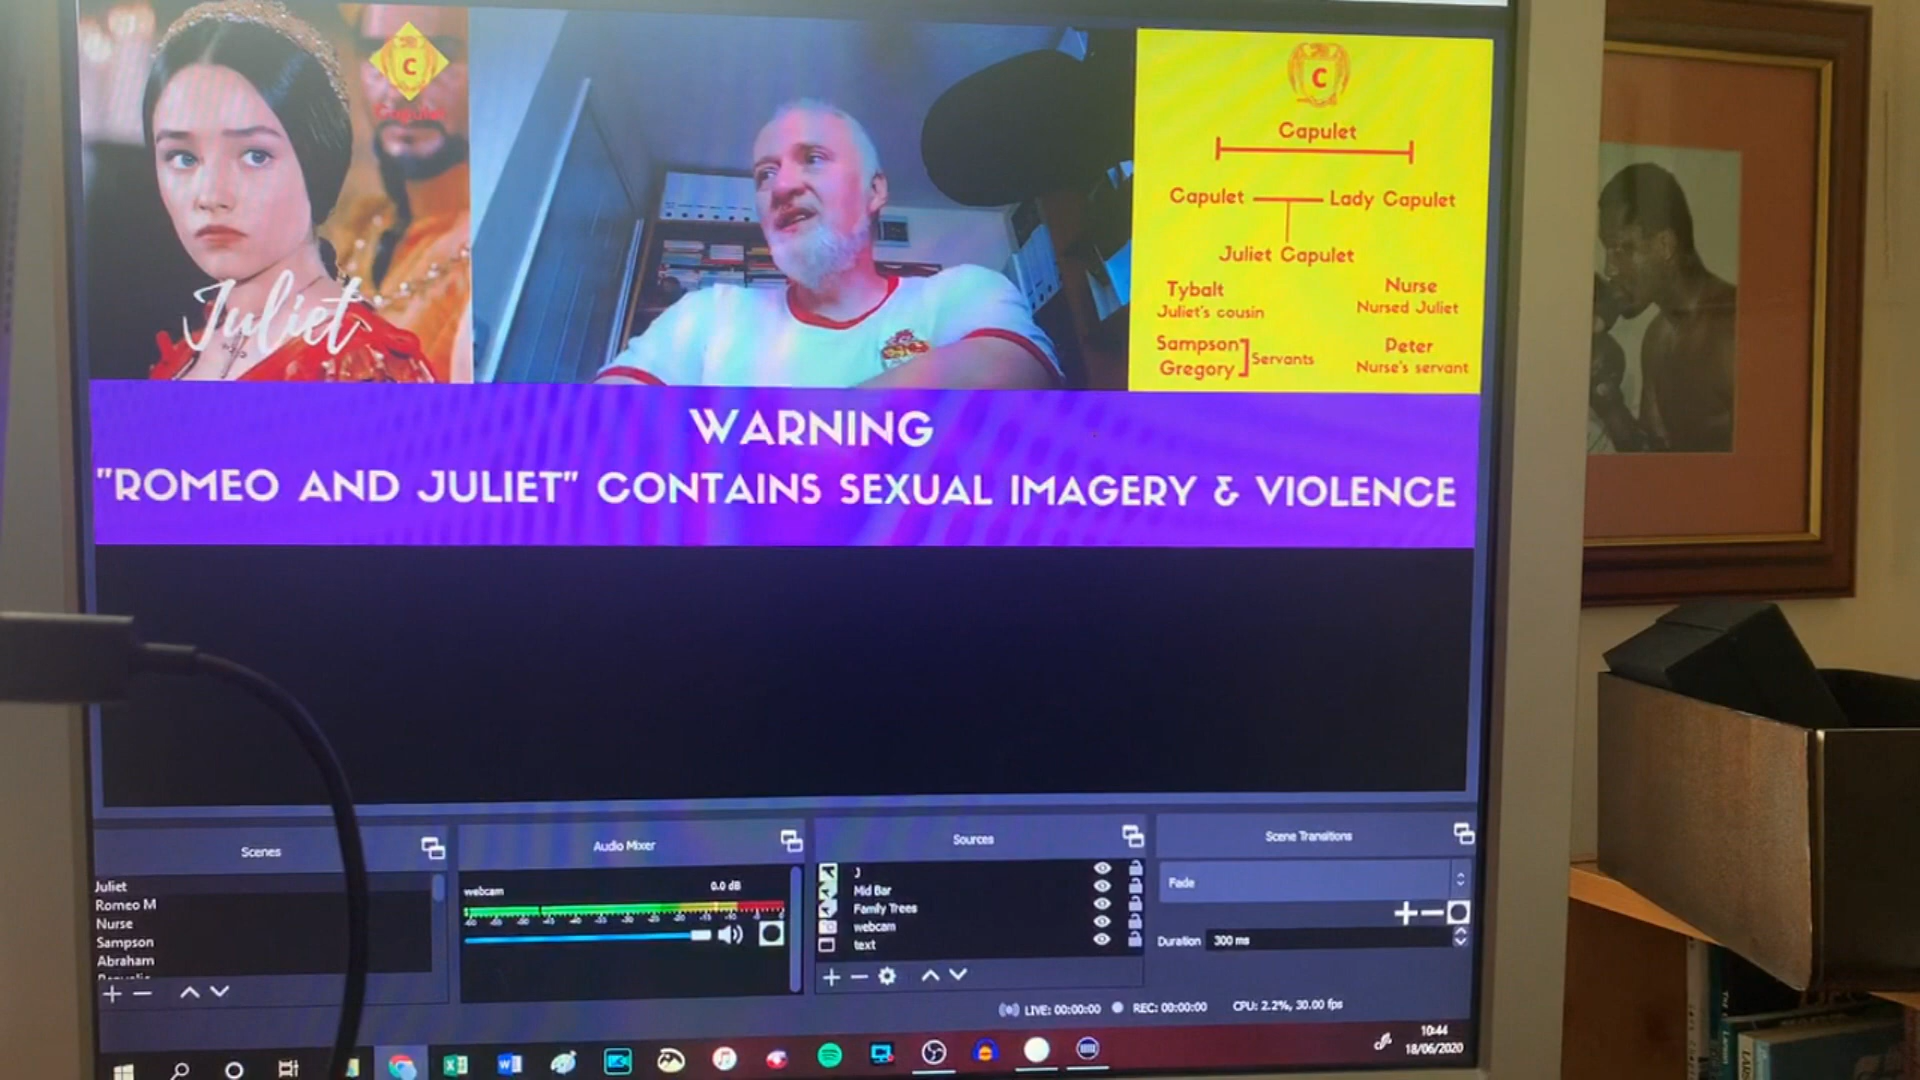 C
Capulet
Juliet
C
Capulet
Capulet
Lady Capulet
Juliet Capulet
Tybalt
Juliet's cousin
Nurse
Nursed Juliet
Sampson
Gregory
Servants
Peter
Nurse's servant
WARNING
"ROMEO AND JULIET" CONTAINS SEXUAL IMAGERY & VIOLENCE
Scenes
Juliet
Romeo M
Nurse
Sampson
Abraham
Audio Mixer
webcam
0.0 dB
Sources
J
Mid Bar
Family Trees
webcam
text
Scene Transitions
Fade
Duration
300 ms
LIVE: 00:00:00
REC: 00:00:00
CPU: 2.2%, 30.00 fps
10:44
18/06/2020